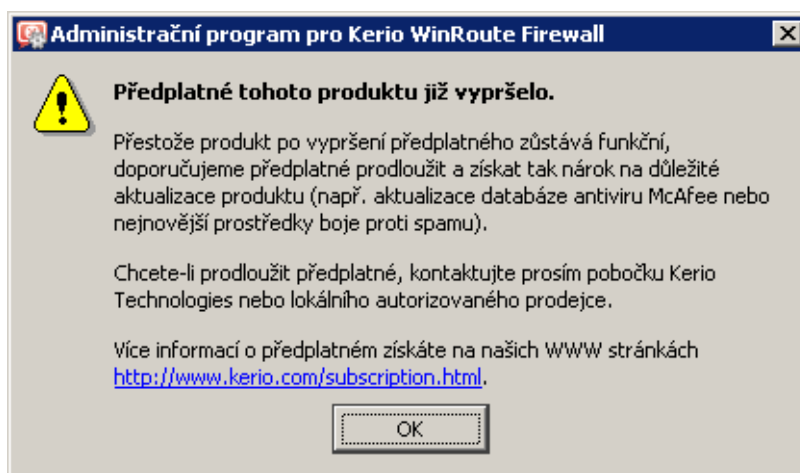 Administrační program pro Kerio WinRoute Firewall
Předplatné tohoto produktu již vypršelo.
Přestože produkt po vypršení předplatného zůstává funkční,
doporučujeme předplatné prodloužit a získat tak nárok na důležité
aktualizace produktu (např. aktualizace databáze antiviru McAfee nebo
nejnovější prostředky boje proti spamu).
Chcete-li prodloužit předplatné, kontaktujte prosím pobočku Kerio
Technologies nebo lokálního autorizovaného prodejce.
Více informací o předplatném získáte na našich WWW stránkách
http://www.kerio.com/subscription.html.
OK